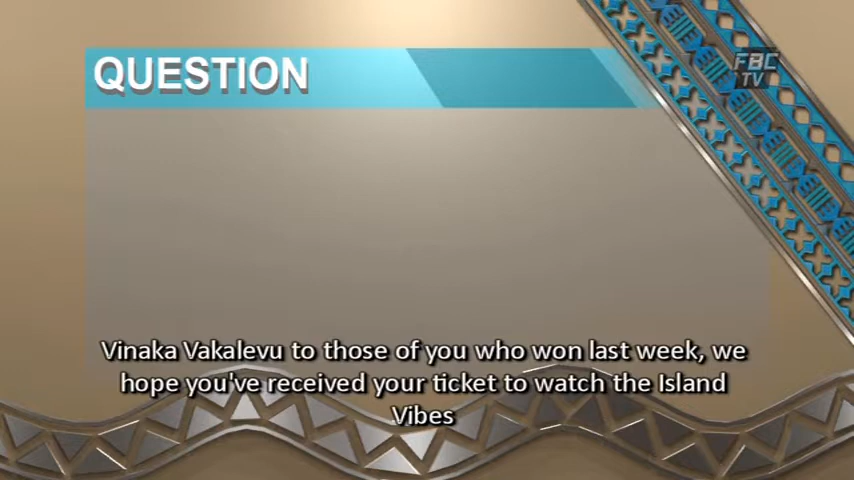 QUESTION
FBC
TV
Vinaka Vakalevu to those of you who won last week, we
hope you've received your ticket to watch the Island
Vibes